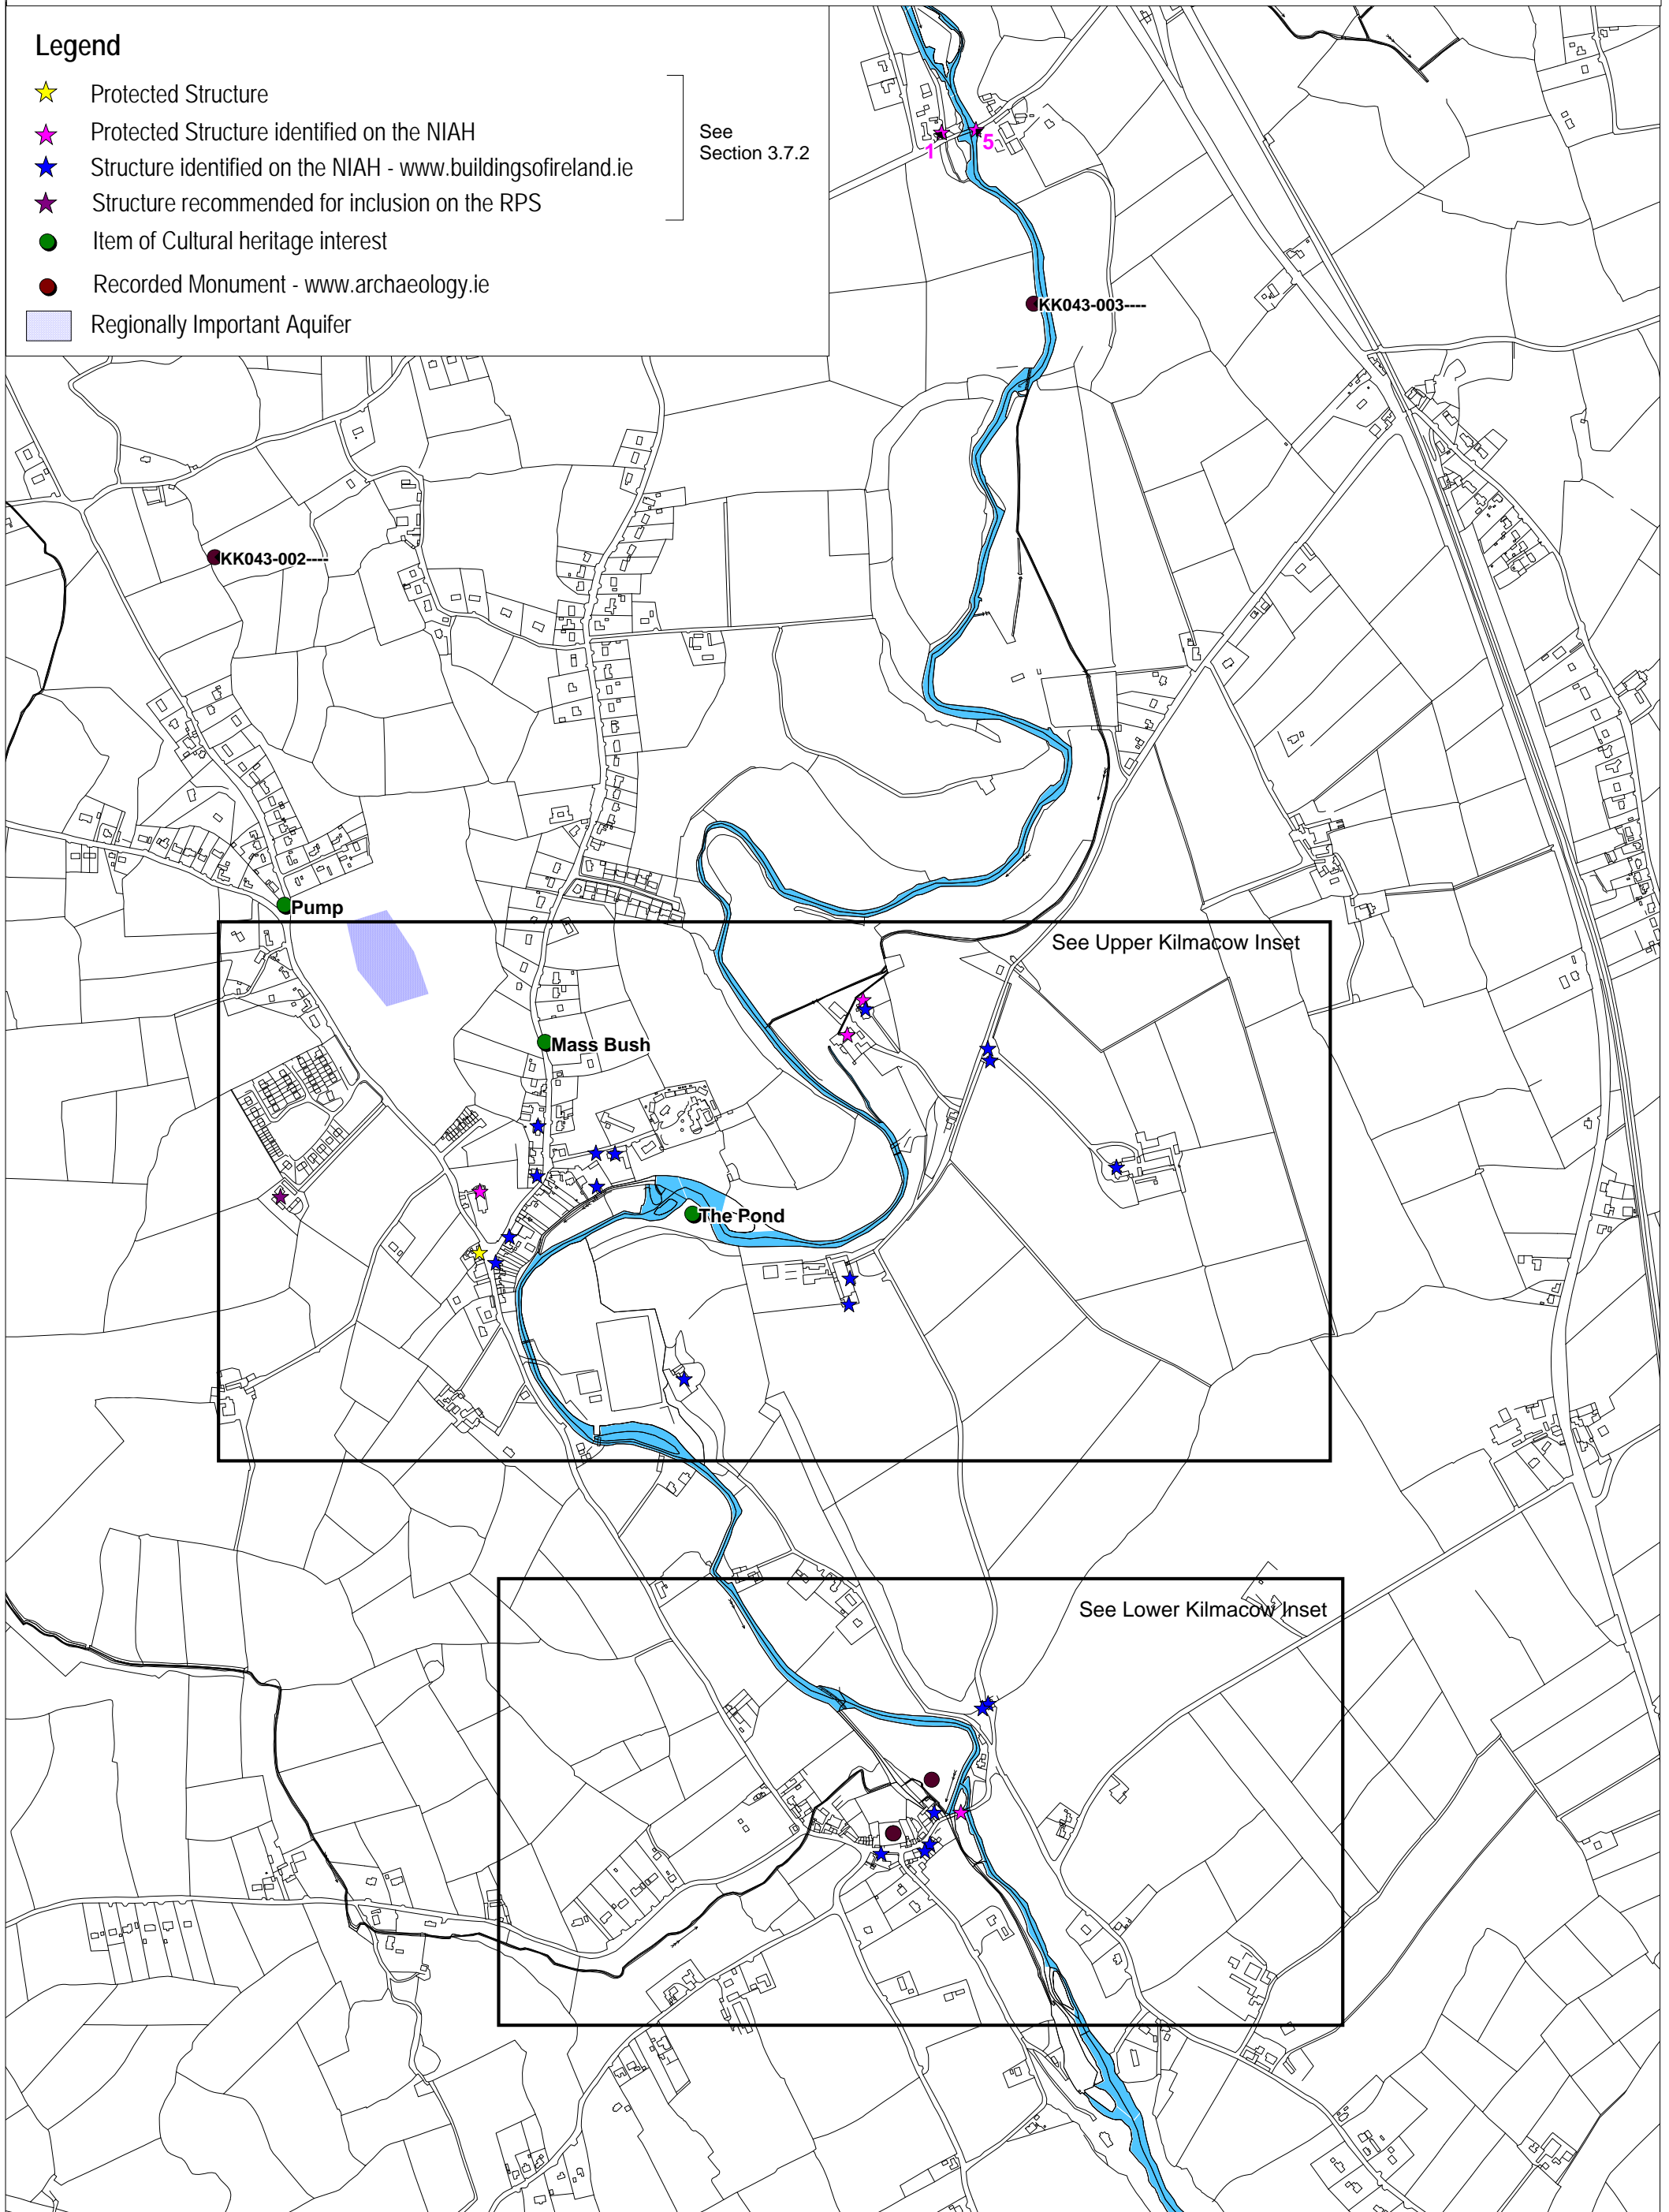 Legend
Protected Structure
Protected Structure identified on the NIAH
Structure identified on the NIAH - www.buildingsofireland.ie
Structure recommended for inclusion on the RPS
See
Section 3.7.2
Item of Cultural heritage interest
Recorded Monument - www.archaeology.ie
Regionally Important Aquifer
1
5
KK043-003----
KK043-002----
Pump
See Upper Kilmacow Inset
Mass Bush
The Pond
See Lower Kilmacow Inset